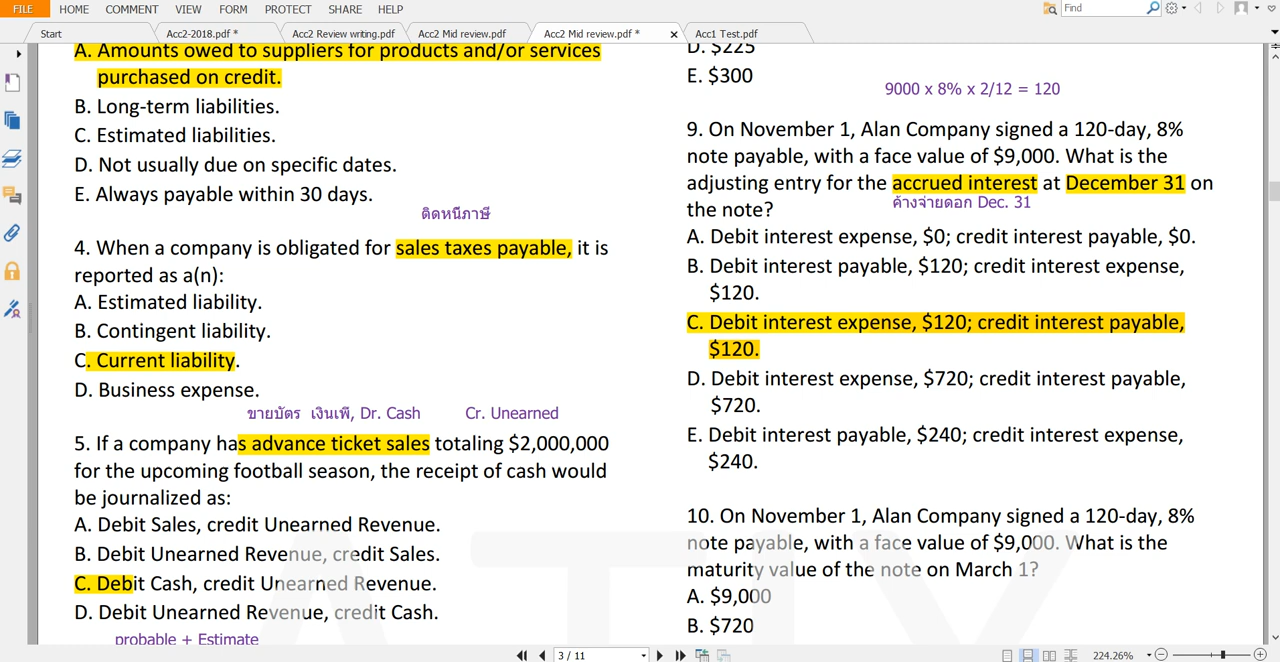 FILE HOME COMMENT VIEW FORM PROTECT SHARE HELP
Find
Start Acc2-2018.pdf * Acc2 Review writing.pdf Acc2 Mid review.pdf Acc2 Mid review.pdf * Acc1 Test.pdf
A. Amounts owed to suppliers for products and/or services
purchased on credit.
B. Long-term liabilities.
C. Estimated liabilities.
D. Not usually due on specific dates.
E. Always payable within 30 days.
ติดหนี้ภาษี
4. When a company is obligated for sales taxes payable, it is
reported as a(n):
A. Estimated liability.
B. Contingent liability.
C. Current liability.
D. Business expense.
ขายบัตร เงินเพิ่, Dr. Cash Cr. Unearned
5. If a company has advance ticket sales totaling $2,000,000
for the upcoming football season, the receipt of cash would
be journalized as:
A. Debit Sales, credit Unearned Revenue.
B. Debit Unearned Revenue, credit Sales.
C. Debit Cash, credit Unearned Revenue.
D. Debit Unearned Revenue, credit Cash.
probable + Estimate
D. $225
E. $300
9000 x 8% x 2/12 = 120
9. On November 1, Alan Company signed a 120-day, 8%
note payable, with a face value of $9,000. What is the
adjusting entry for the accrued interest at December 31 on
the note?
ค้างจ่ายดอก Dec. 31
A. Debit interest expense, $0; credit interest payable, $0.
B. Debit interest payable, $120; credit interest expense,
$120.
C. Debit interest expense, $120; credit interest payable,
$120.
D. Debit interest expense, $720; credit interest payable,
$720.
E. Debit interest payable, $240; credit interest expense,
$240.
10. On November 1, Alan Company signed a 120-day, 8%
note payable, with a face value of $9,000. What is the
maturity value of the note on March 1?
A. $9,000
B. $720
3 / 11
224.26%